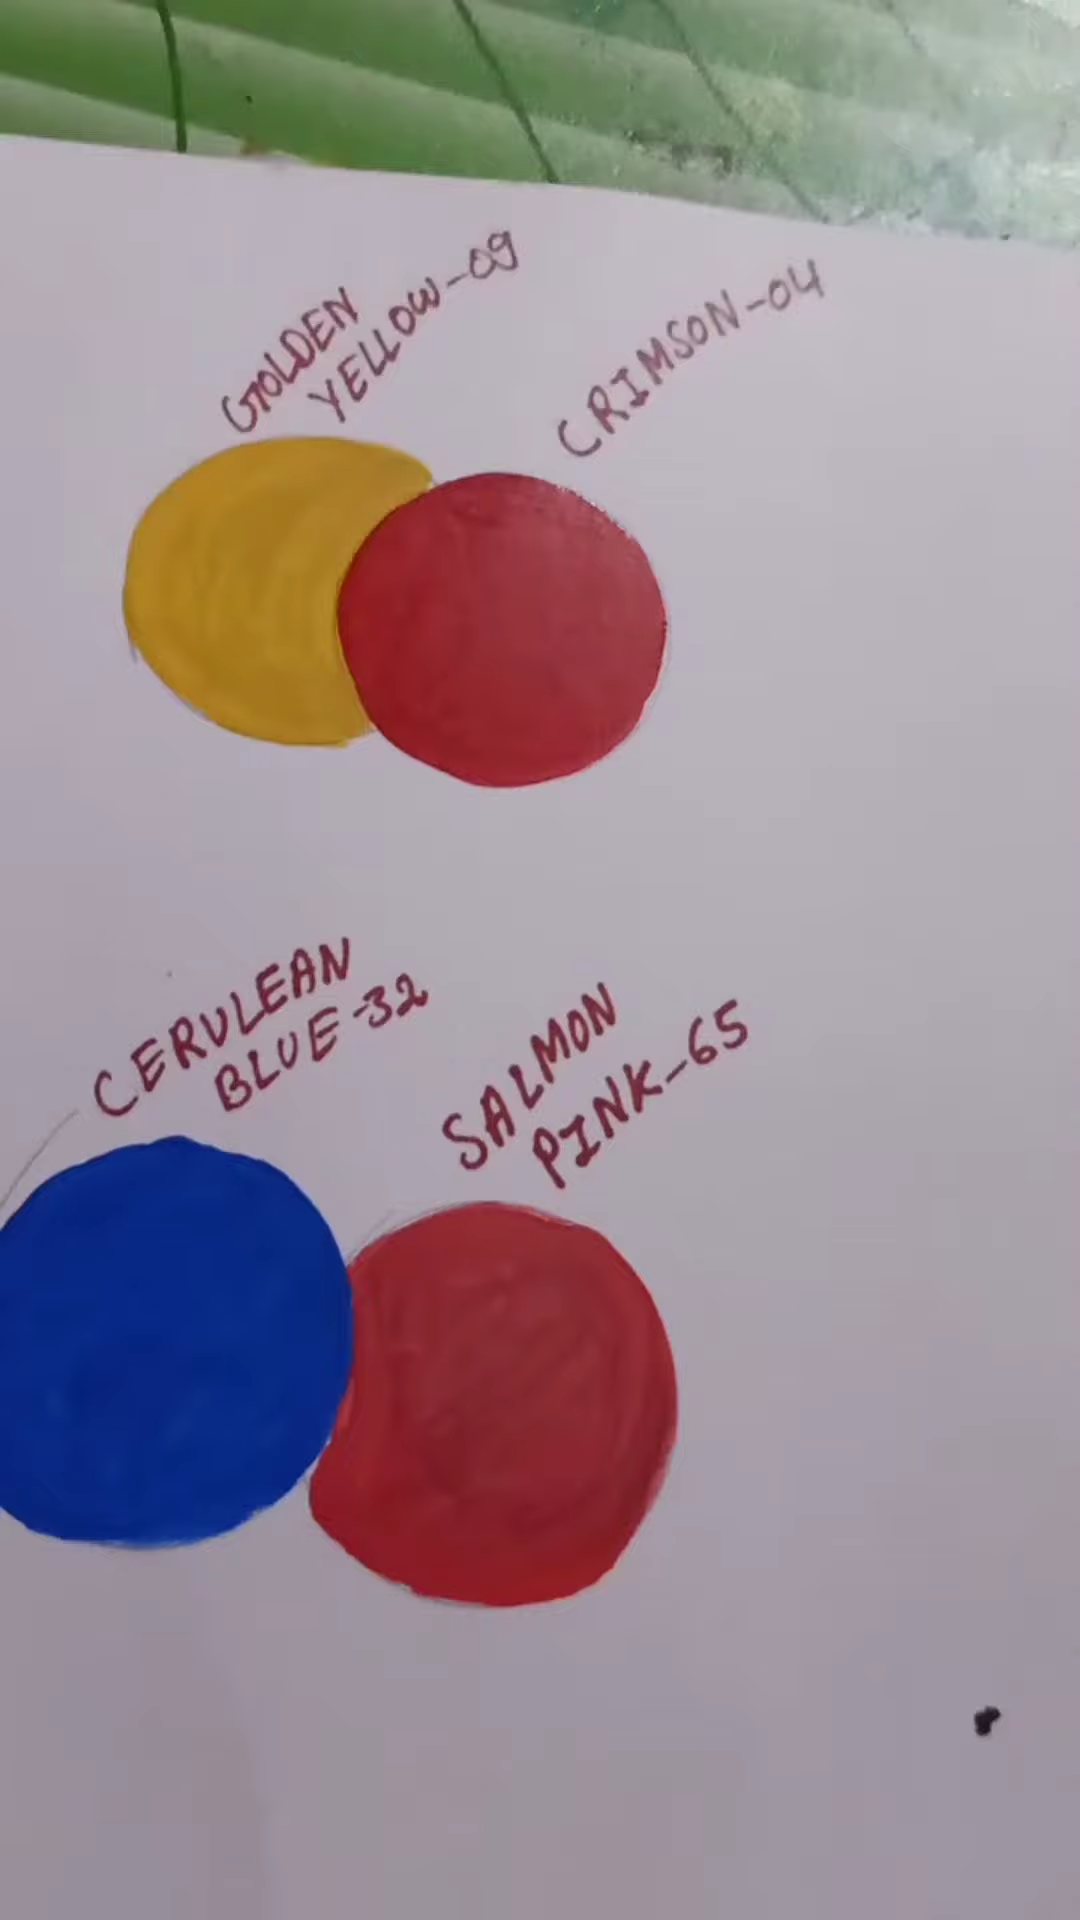 GOLDEN
YELLOW-09
CRIMSON-04
CERULEAN
BLUE-32
SALMON
PINK-65